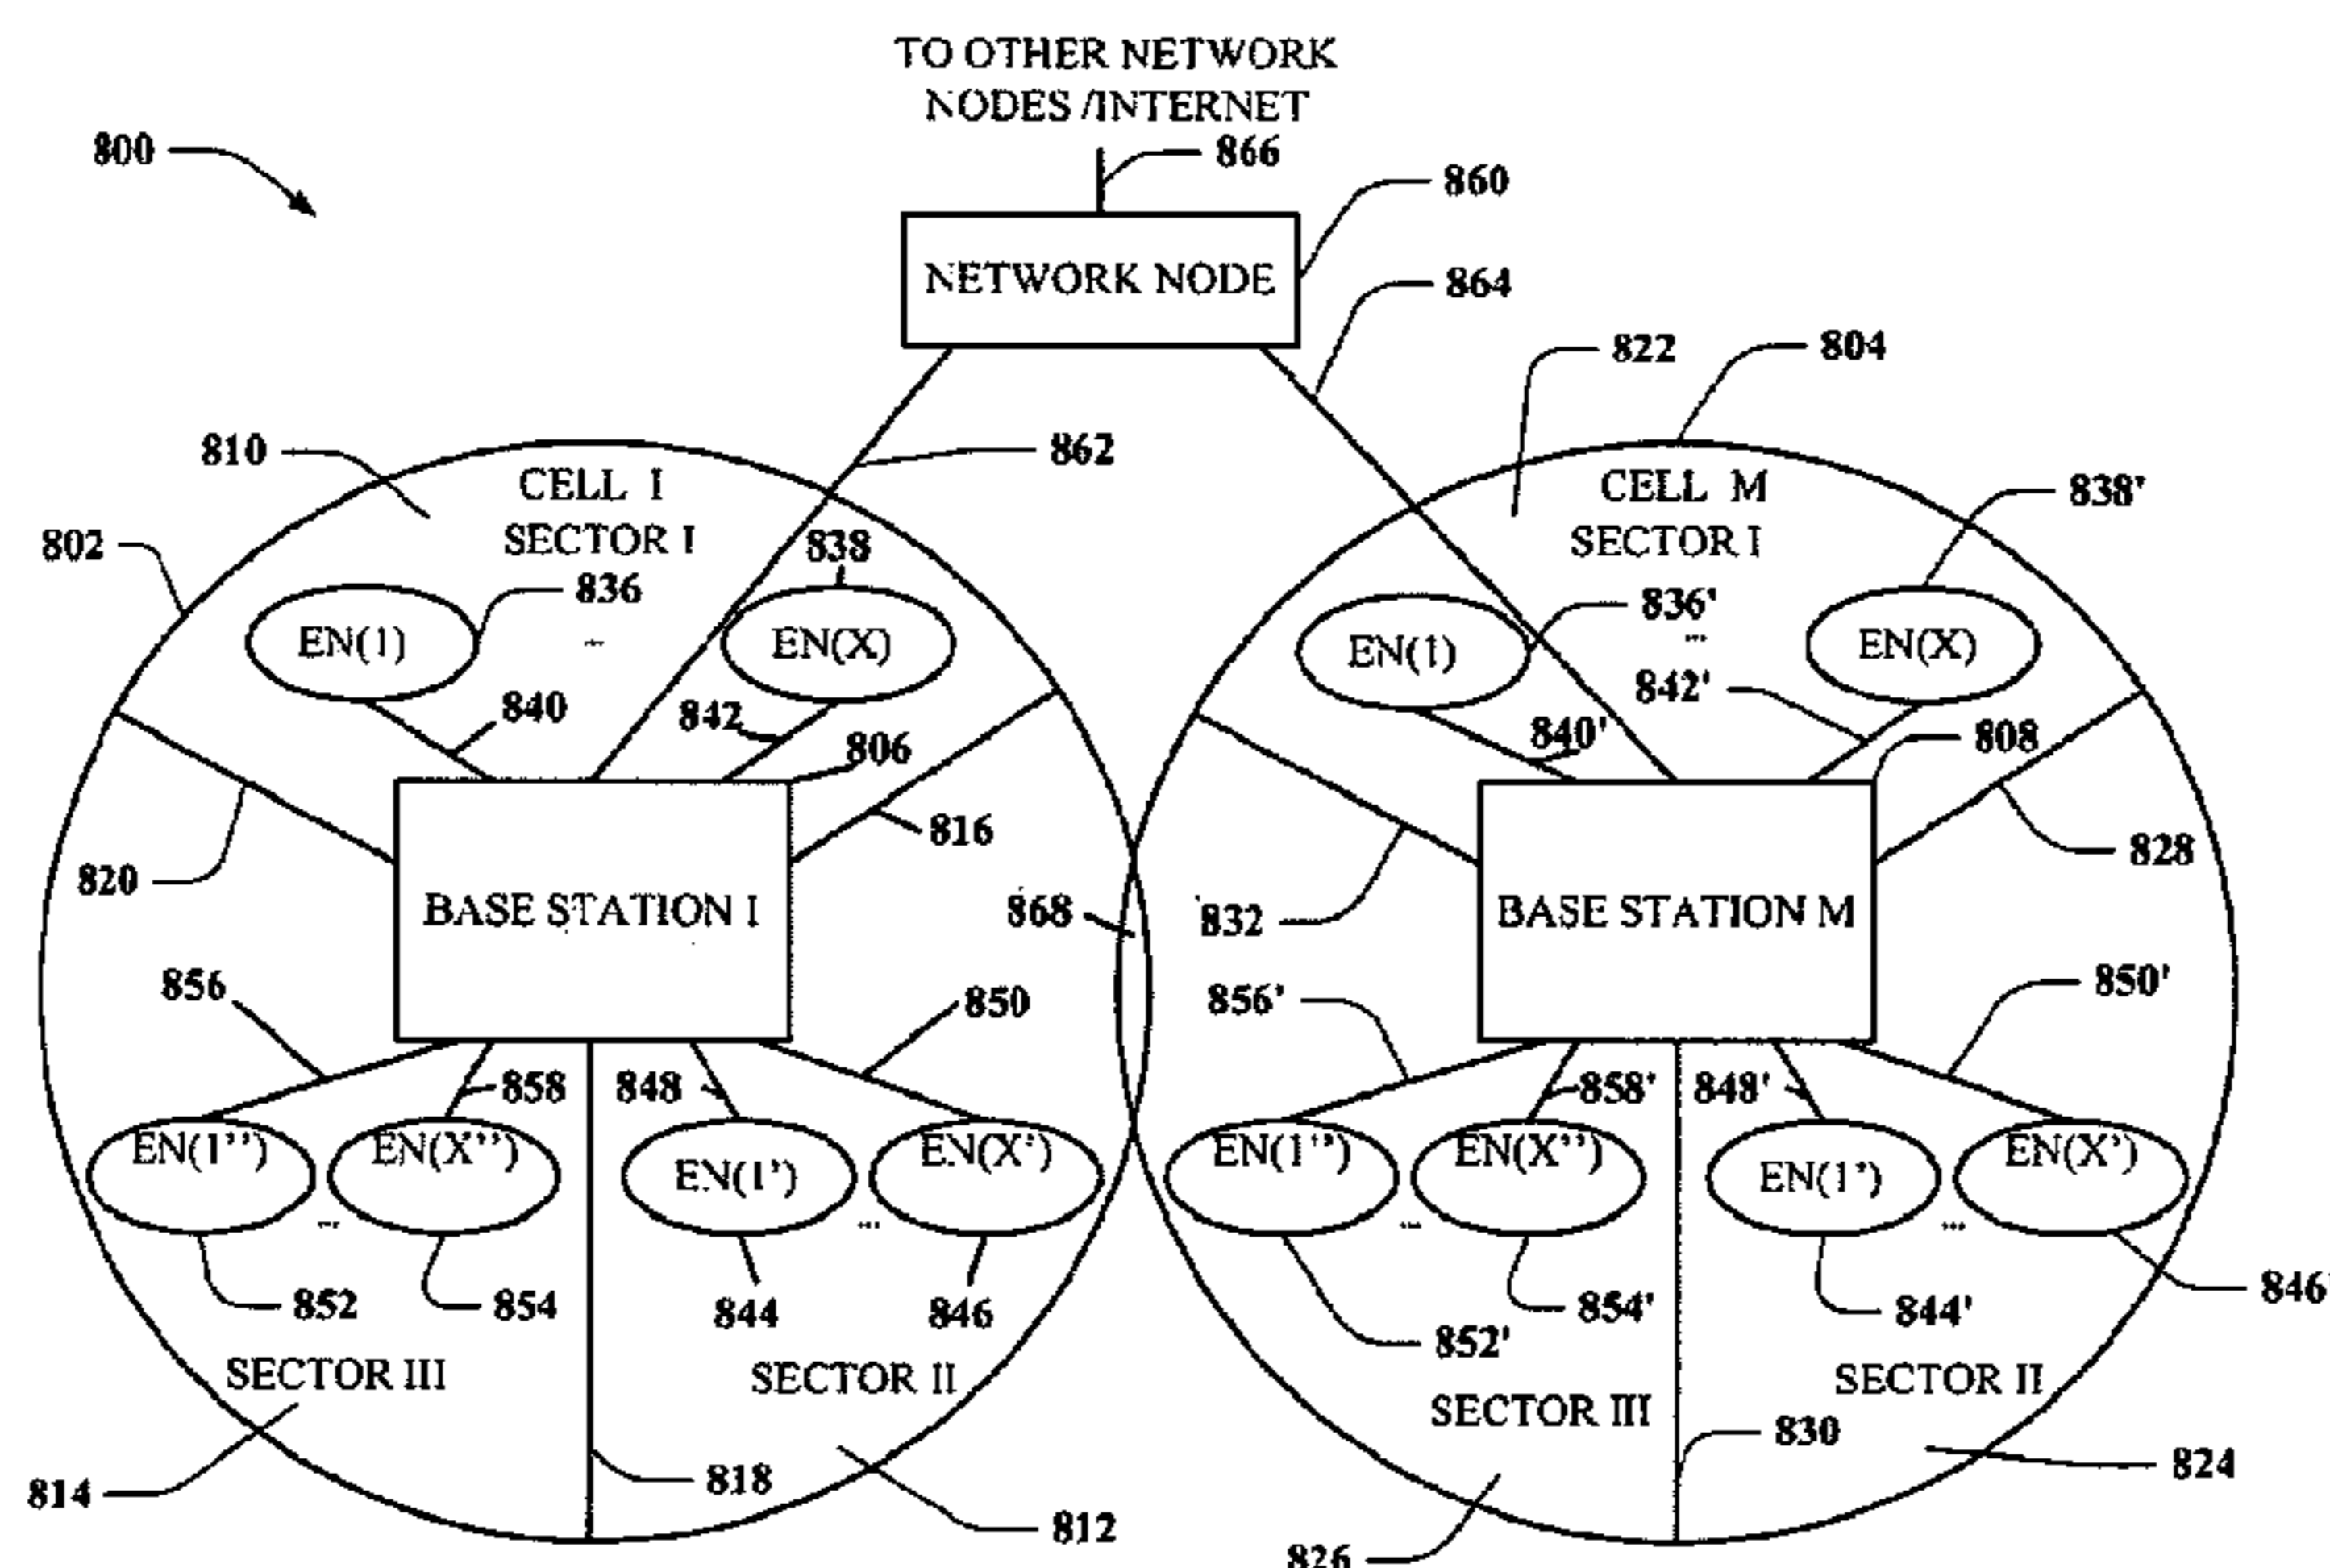 TO OTHER NETWORK
NODES /INTERNET
800
866
860
NETWORK NODE
864
822
804
810
862
CELL I
CELL M
838'
802
SECTOR I
838
SECTOR I
836
836'
EN(1)
...
EN(X)
EN(1)
...
EN(X)
842'
840
842
840'
808
806
816
820
828
868
832
BASE STATION I
BASE STATION M
856
850
856'
850'
858
848
858'
848'
EN(1'')
EN(X'')
EN(1')
EN(X')
EN(1'')
EN(X'')
EN(1')
EN(X')
...
...
...
...
852
854
844
846
852'
854'
844'
846'
SECTOR III
SECTOR II
SECTOR III
SECTOR II
814
818
812
830
824
826